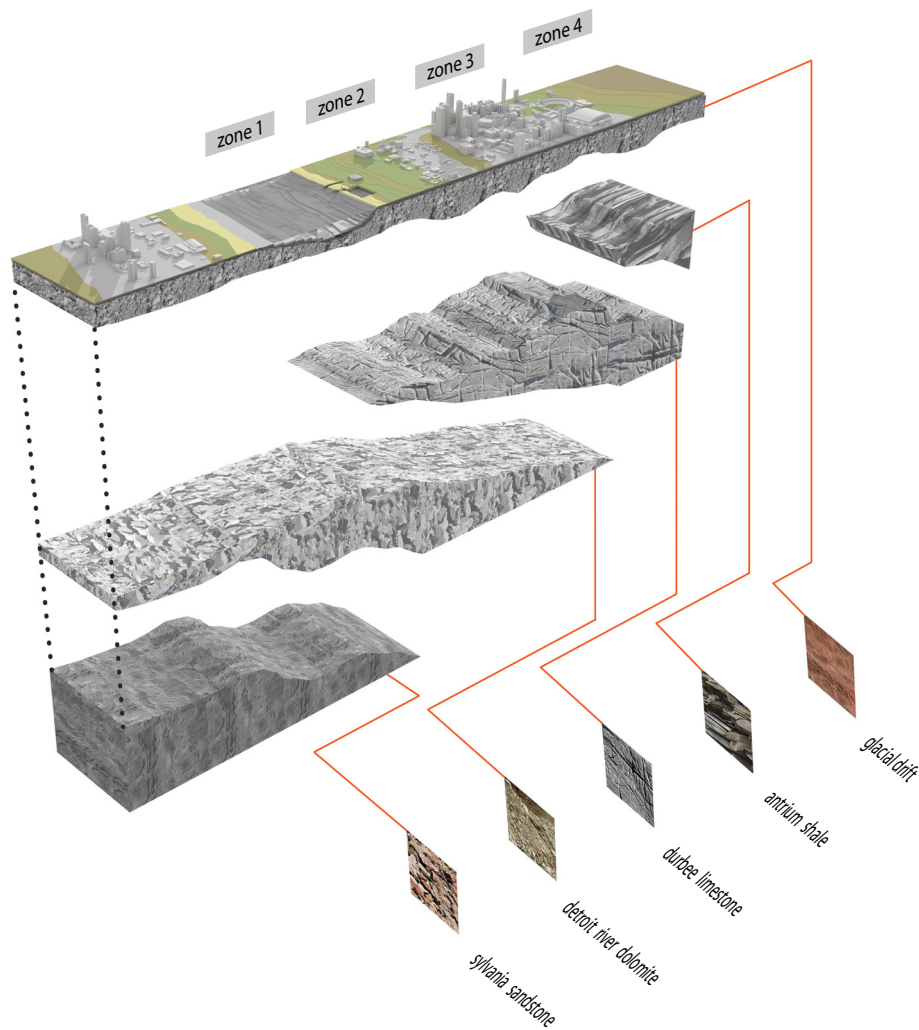 zone 4
zone 3
zone 2
zone 1
glacial drift
antrium shale
durbee limestone
detroit river dolomite
sylvania sandstone